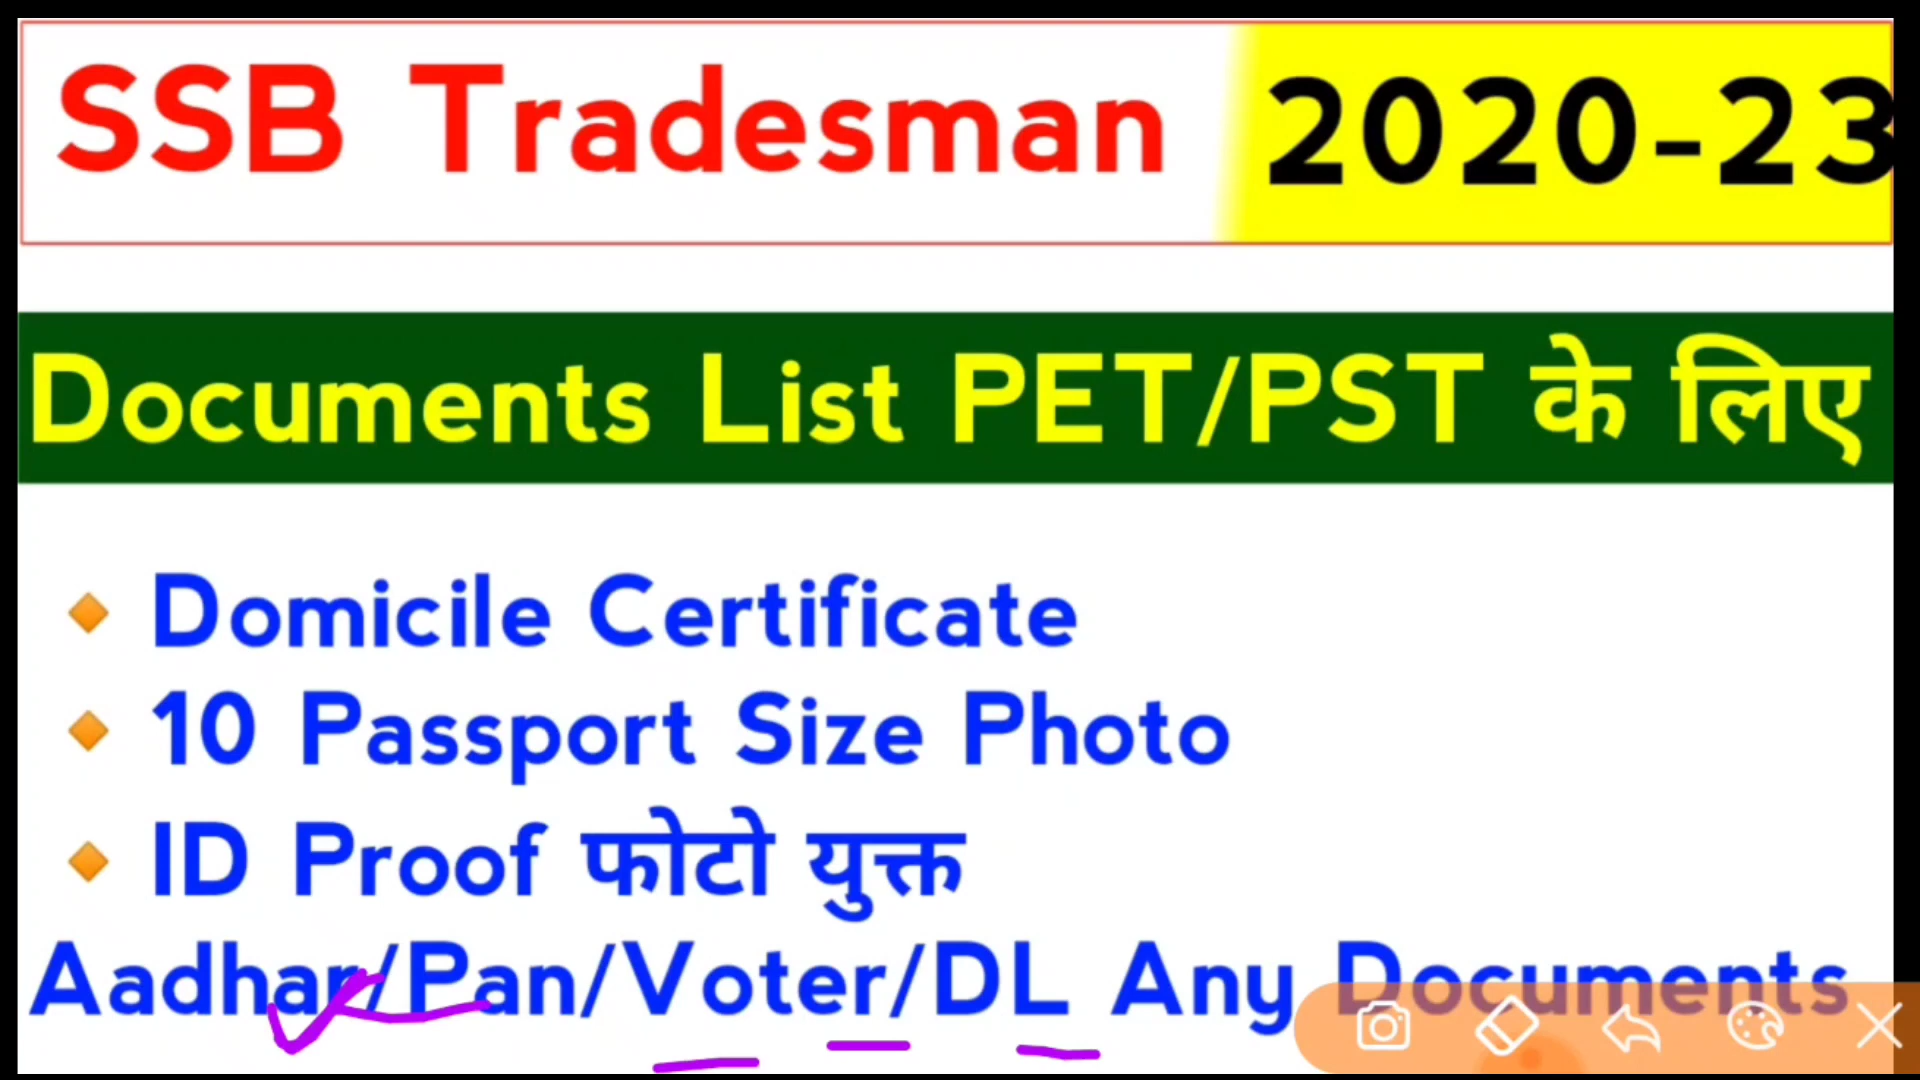 SSB Tradesman 2020-23
Documents List PET/PST के लिए
Domicile Certificate
10 Passport Size Photo
ID Proof फोटो युक्त
Aadhar/Pan/Voter/DL Any Documents